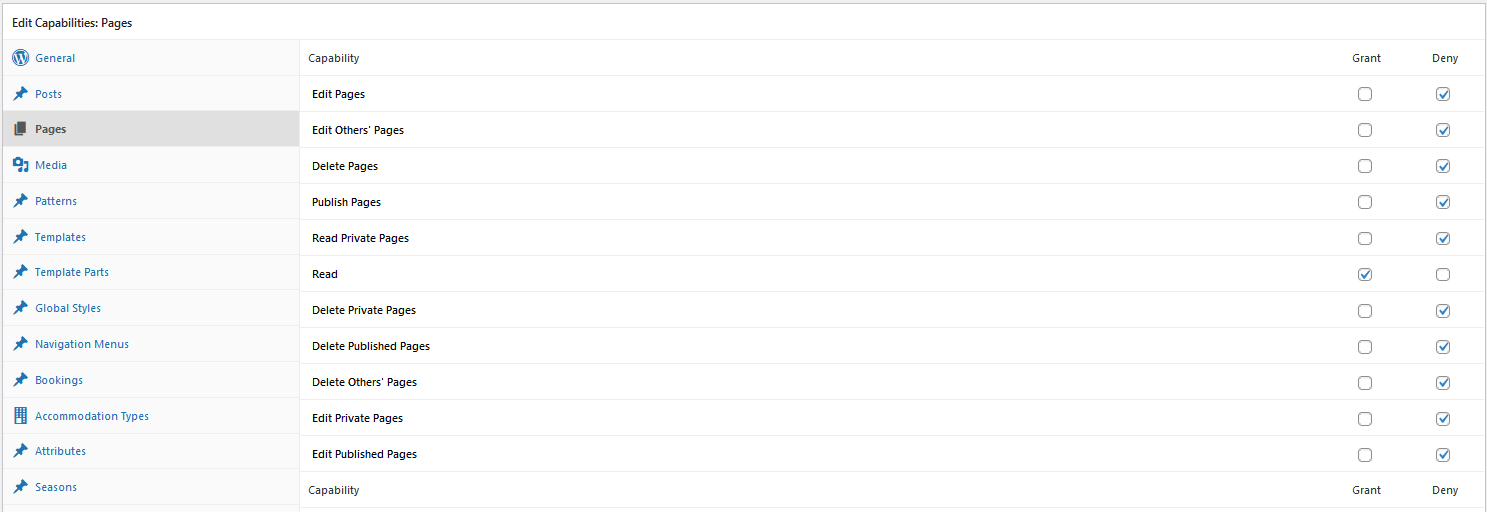 Edit Capabilities: Pages
General
Capability Grant Deny
Posts
Edit Pages
Pages
Edit Others' Pages
Media
Delete Pages
Patterns
Publish Pages
Templates
Read Private Pages
Template Parts
Read
Global Styles
Delete Private Pages
Navigation Menus
Delete Published Pages
Bookings
Delete Others' Pages
Accommodation Types
Edit Private Pages
Attributes
Edit Published Pages
Seasons
Capability Grant Deny